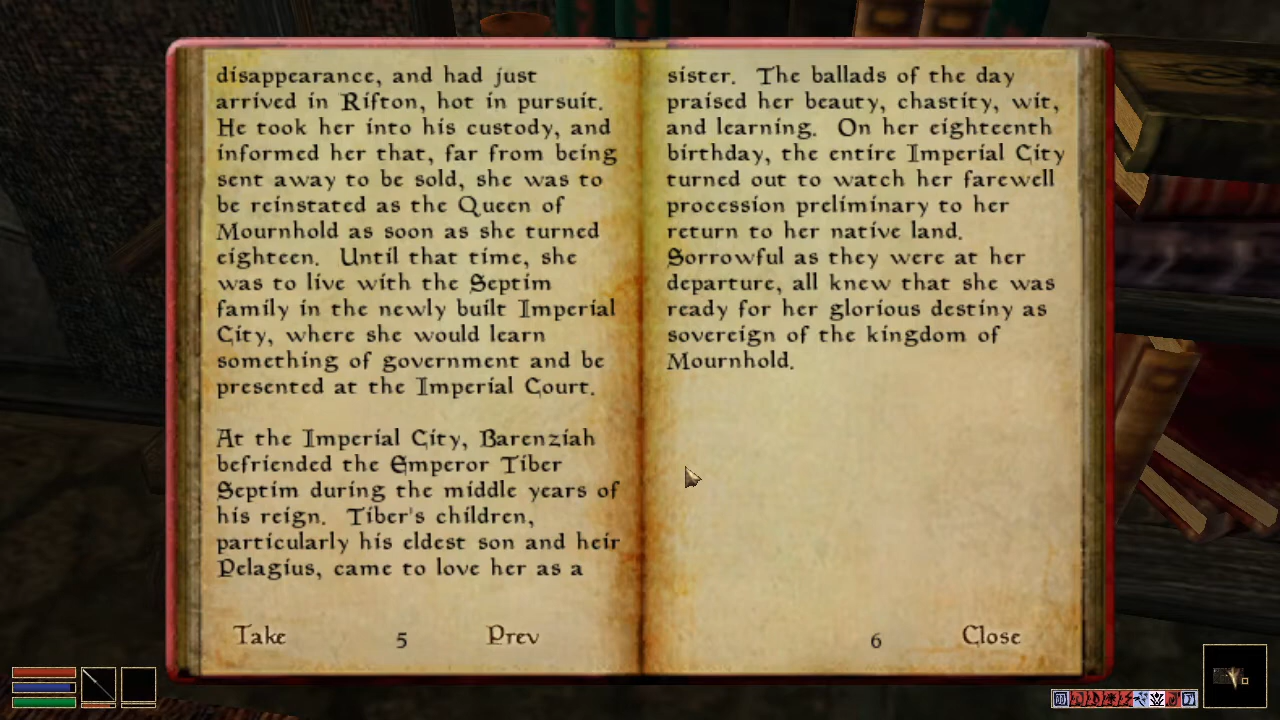 disappearance, and had just
arrived in Rifton, hot in pursuit.
He took her into his custody, and
informed her that, far from being
sent away to be sold, she was to
be reinstated as the Queen of
Mournhold as soon as she turned
eighteen. Until that time, she
was to live with the Septim
family in the newly built Imperial
City, where she would learn
something of government and be
presented at the Imperial Court.

At the Imperial City, Barenziah
befriended the Emperor Tiber
Septim during the middle years of
his reign. Tiber's children,
particularly his eldest son and heir
Pelagius, came to love her as a
sister. The ballads of the day
praised her beauty, chastity, wit,
and learning. On her eighteenth
birthday, the entire Imperial City
turned out to watch her farewell
procession preliminary to her
return to her native land.
Sorrowful as they were at her
departure, all knew that she was
ready for her glorious destiny as
sovereign of the kingdom of
Mournhold.
Take 5 Prev 6 Close